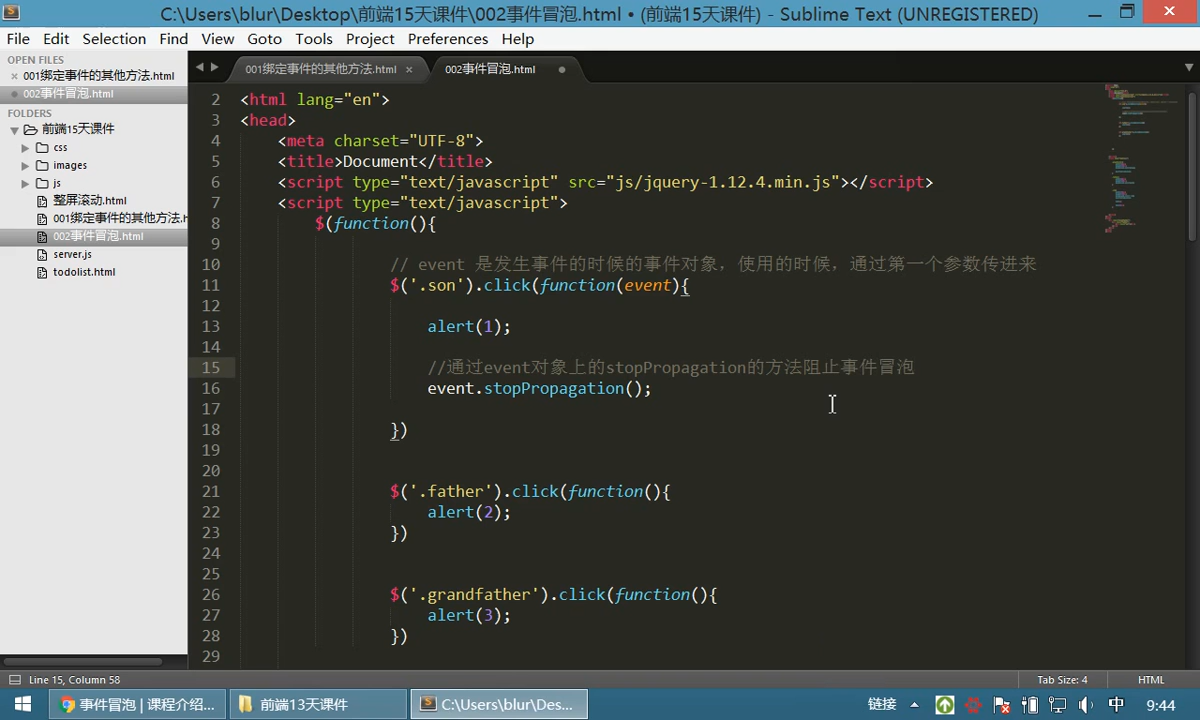 C:\Users\blur\Desktop\前端15天课件\002事件冒泡.html • (前端15天课件) - Sublime Text (UNREGISTERED)
File Edit Selection Find View Goto Tools Project Preferences Help
OPEN FILES
001绑定事件的其他方法.html
002事件冒泡.html
FOLDERS
前端15天课件
css
images
js
整屏滚动.html
001绑定事件的其他方法.h
002事件冒泡.html
server.js
todolist.html
001绑定事件的其他方法.html
002事件冒泡.html
2 <html lang="en">
3 <head>
4 <meta charset="UTF-8">
5 <title>Document</title>
6 <script type="text/javascript" src="js/jquery-1.12.4.min.js"></script>
7 <script type="text/javascript">
8 $(function(){
9
10 // event 是发生事件的时候的事件对象，使用的时候，通过第一个参数传进来
11 $('.son').click(function(event){
12
13 alert(1);
14
15 //通过event对象上的stopPropagation的方法阻止事件冒泡
16 event.stopPropagation();
17
18 })
19
20
21 $('.father').click(function(){
22 alert(2);
23 })
24
25
26 $('.grandfather').click(function(){
27 alert(3);
28 })
29
Line 15, Column 58 Tab Size: 4 HTML
事件冒泡 | 课程介绍... 前端13天课件 C:\Users\blur\Des... 链接 中 9:44